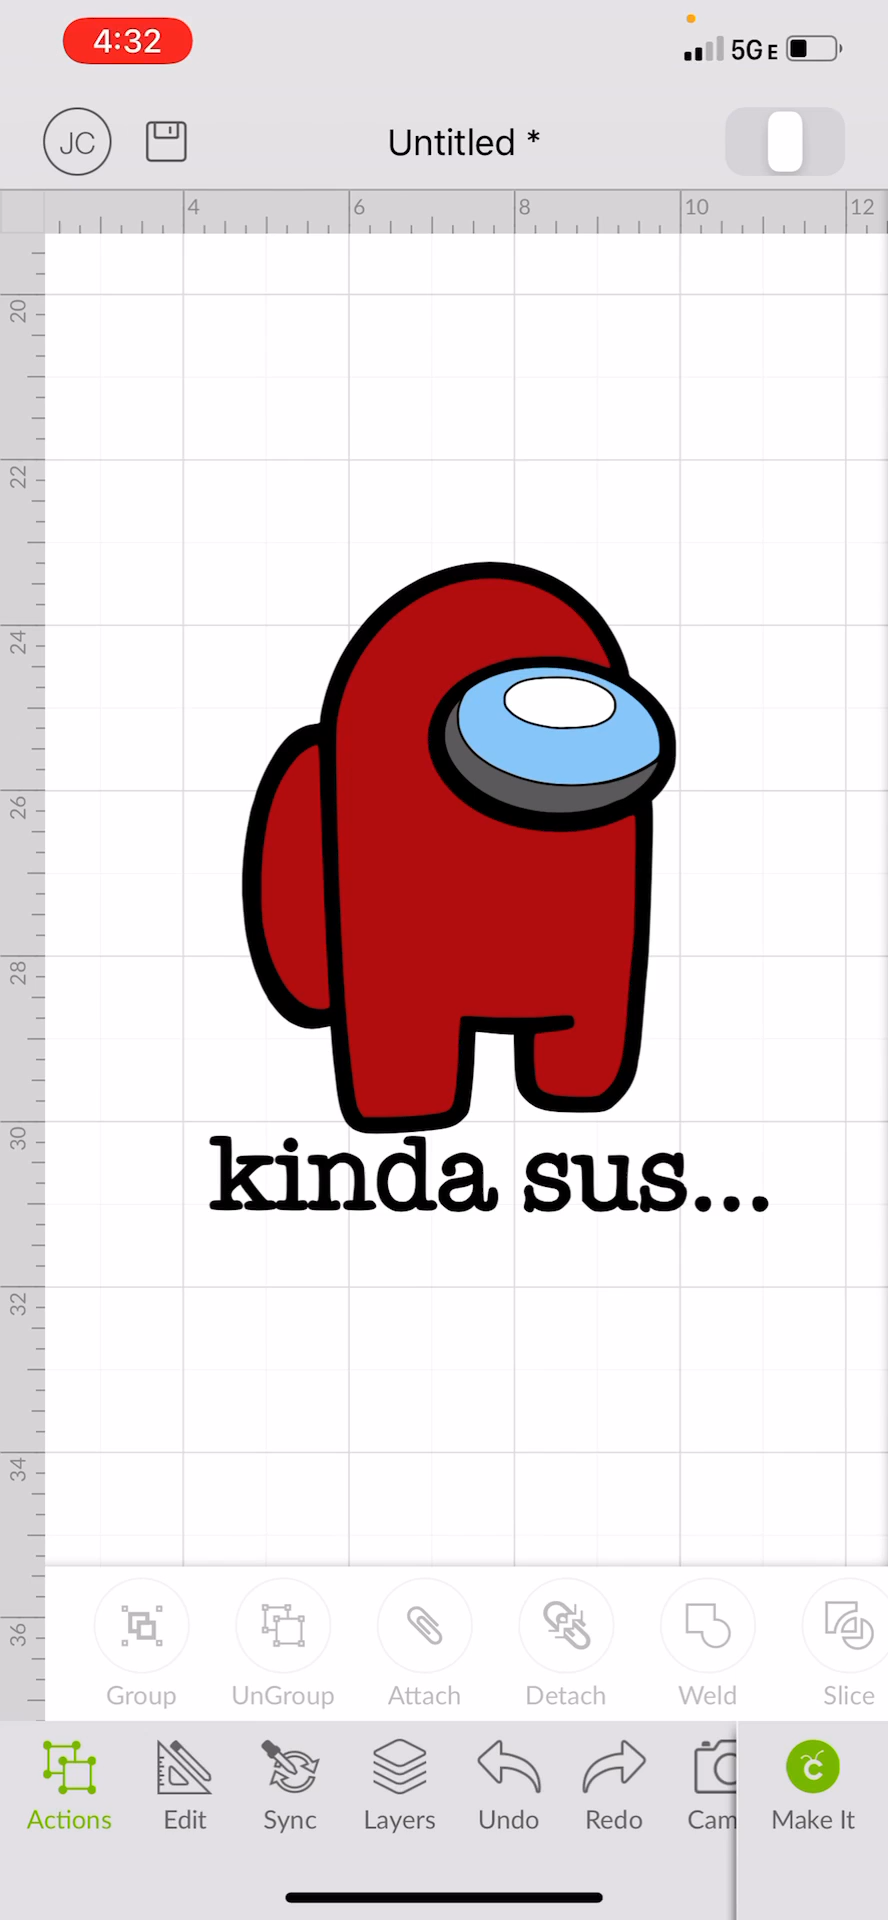 4:32
5G E
JC
Untitled *
4 6 8 10 12
20
22
24
26
28
30
kinda sus...
32
34
36
Group UnGroup Attach Detach Weld Slice
Actions Edit Sync Layers Undo Redo Cam Make It